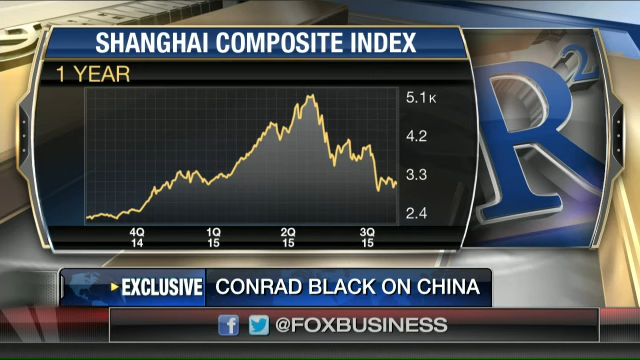 SHANGHAI COMPOSITE INDEX
1 YEAR
5.1K
4.2
3.3
2.4
4Q 1Q 2Q 3Q
14 15 15 15
R2
EXCLUSIVE CONRAD BLACK ON CHINA
@FOXBUSINESS